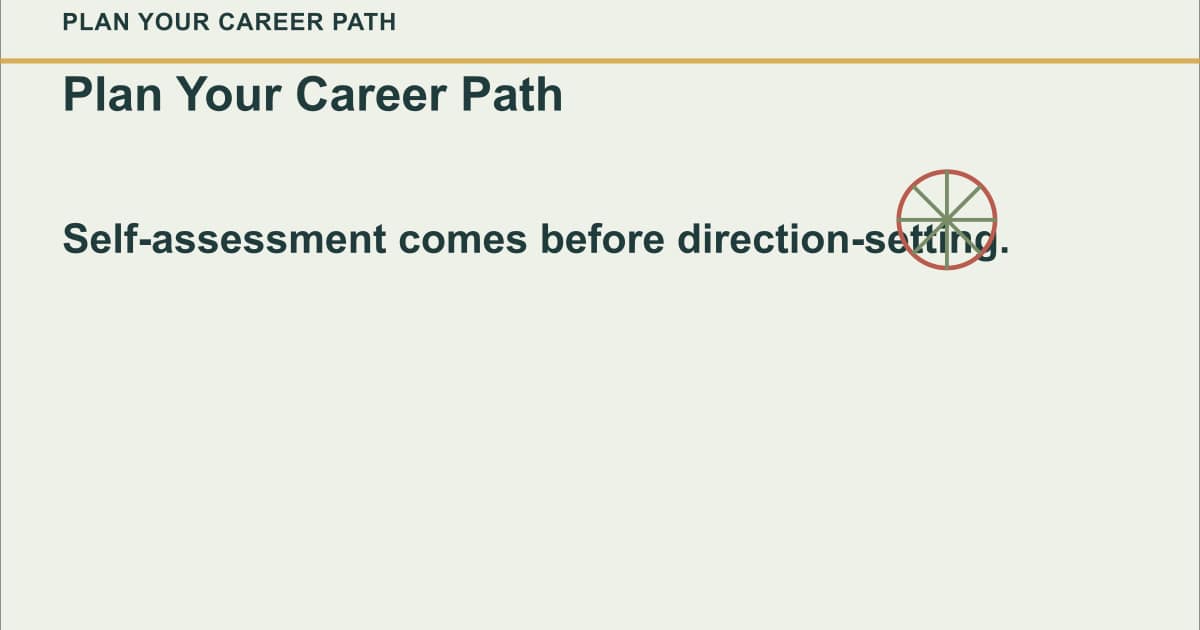 PLAN YOUR CAREER PATH
Plan Your Career Path
Self-assessment comes before direction-setting.